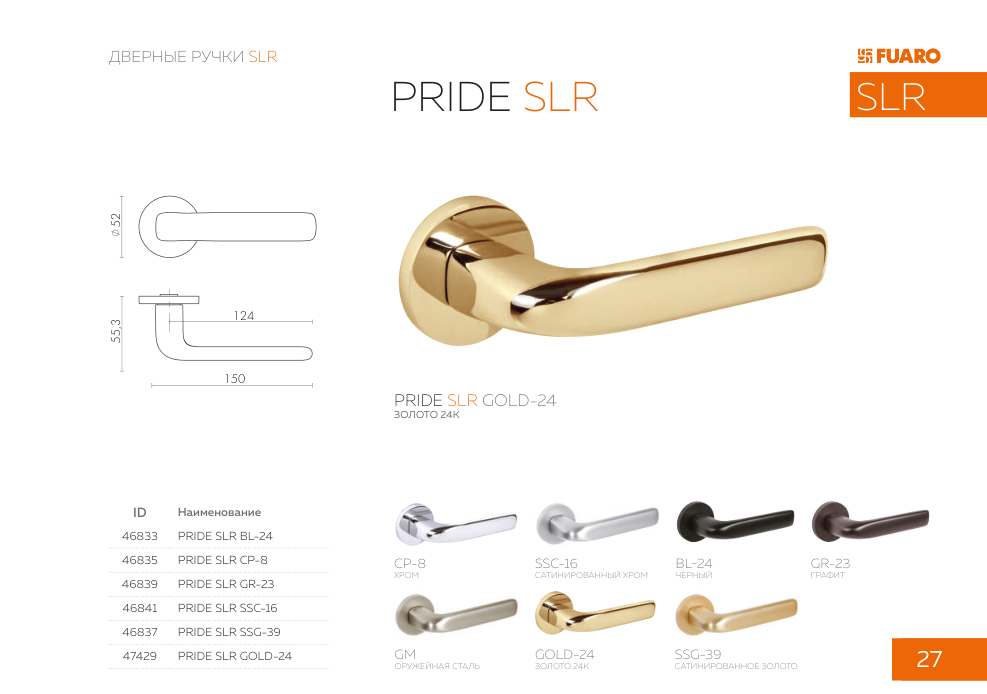 ДВЕРНЫЕ РУЧКИ SLR
FUARO
SLR
PRIDE SLR
Ø 52
124
55,3
150
PRIDE SLR GOLD-24
ЗОЛОТО 24К
ID Наименование
46833 PRIDE SLR BL-24
46835 PRIDE SLR CP-8
46839 PRIDE SLR GR-23
46841 PRIDE SLR SSC-16
46837 PRIDE SLR SSG-39
47429 PRIDE SLR GOLD-24
CP-8
ХРОМ
SSC-16
САТИНИРОВАННЫЙ ХРОМ
BL-24
ЧЕРНЫЙ
GR-23
ГРАФИТ
GM
ОРУЖЕЙНАЯ СТАЛЬ
GOLD-24
ЗОЛОТО 24К
SSG-39
САТИНИРОВАННОЕ ЗОЛОТО
27